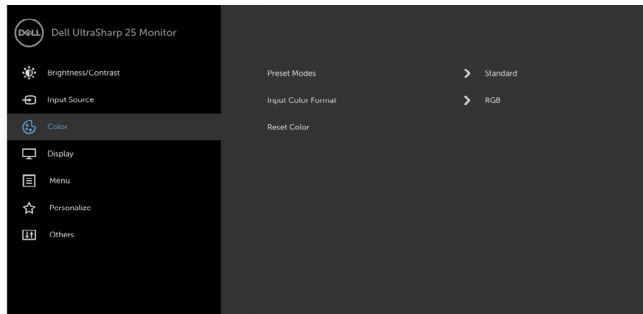 DELL Dell UltraSharp 25 Monitor
Brightness/Contrast
Input Source
Color
Display
Menu
Personalize
Others
Preset Modes Standard
Input Color Format RGB
Reset Color